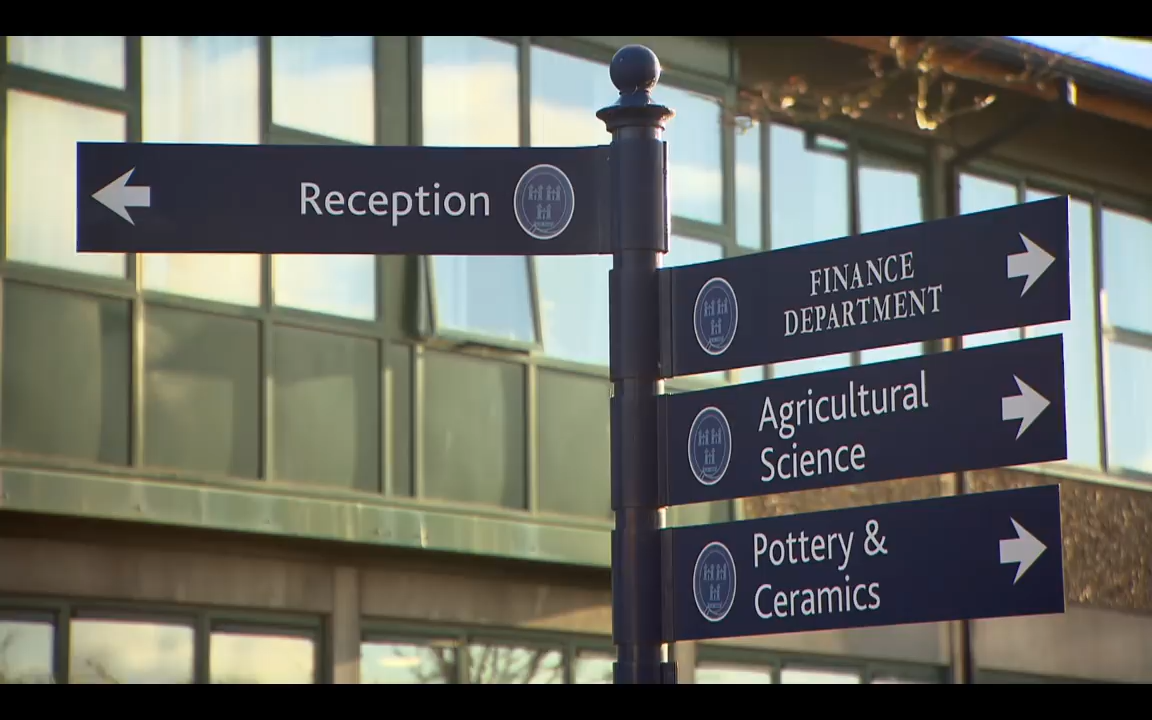 Reception
FINANCE
DEPARTMENT
Agricultural
Science
Pottery &
Ceramics